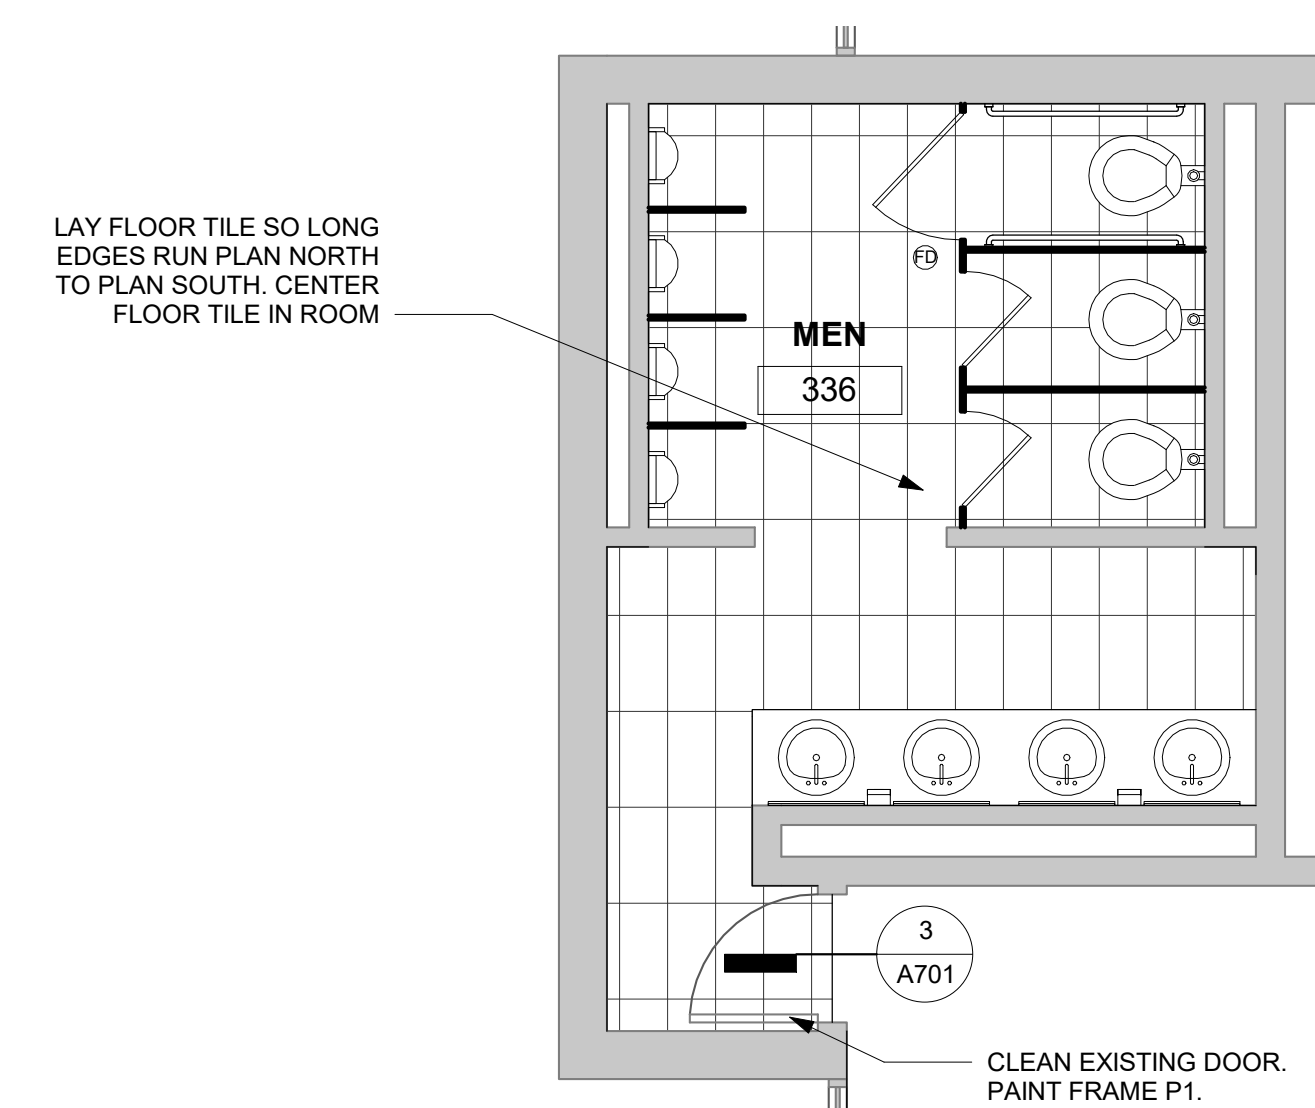 LAY FLOOR TILE SO LONG
EDGES RUN PLAN NORTH
TO PLAN SOUTH. CENTER
FLOOR TILE IN ROOM
FD
MEN
336
3
A701
CLEAN EXISTING DOOR.
PAINT FRAME P1.